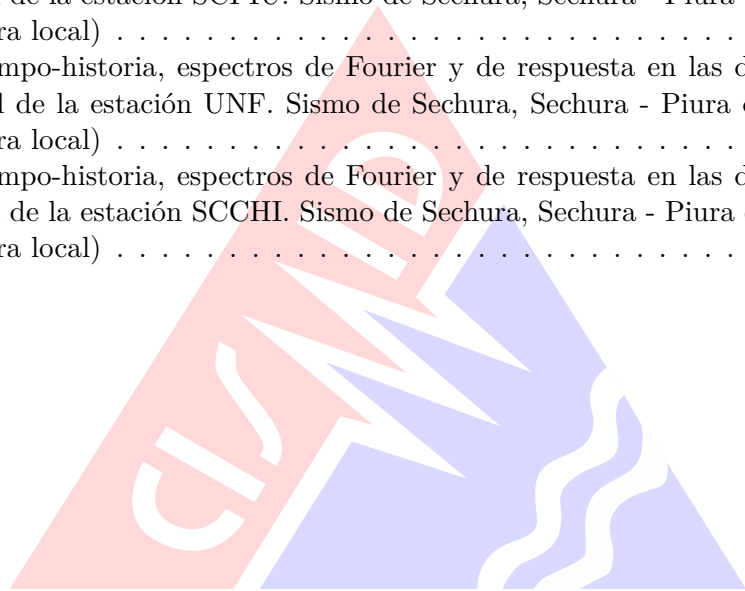 de la estación SCPIU. Sismo de Sechura, Sechura - Piura
ra local) . . . . . . . . . . . . . . . . . . . . . . . . . . . .
mpo-historia, espectros de Fourier y de respuesta en las d
l de la estación UNF. Sismo de Sechura, Sechura - Piura
ra local) . . . . . . . . . . . . . . . . . . . . . . . . . . . .
mpo-historia, espectros de Fourier y de respuesta en las d
de la estación SCCHI. Sismo de Sechura, Sechura - Piura
ra local) . . . . . . . . . . . . . . . . . . . . . . . . . . . .
CISMID